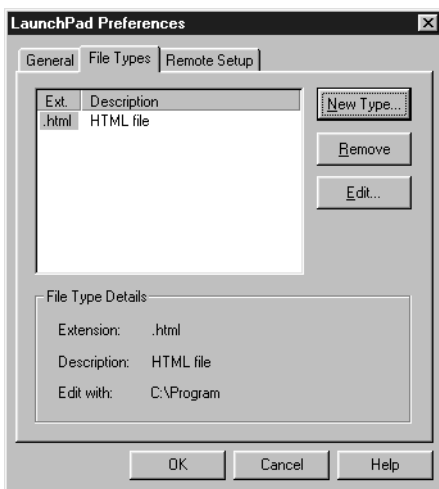 LaunchPad Preferences
General File Types Remote Setup
Ext. Description
.html HTML file
New Type...
Remove
Edit...
File Type Details
Extension: .html
Description: HTML file
Edit with: C:\Program
OK Cancel Help